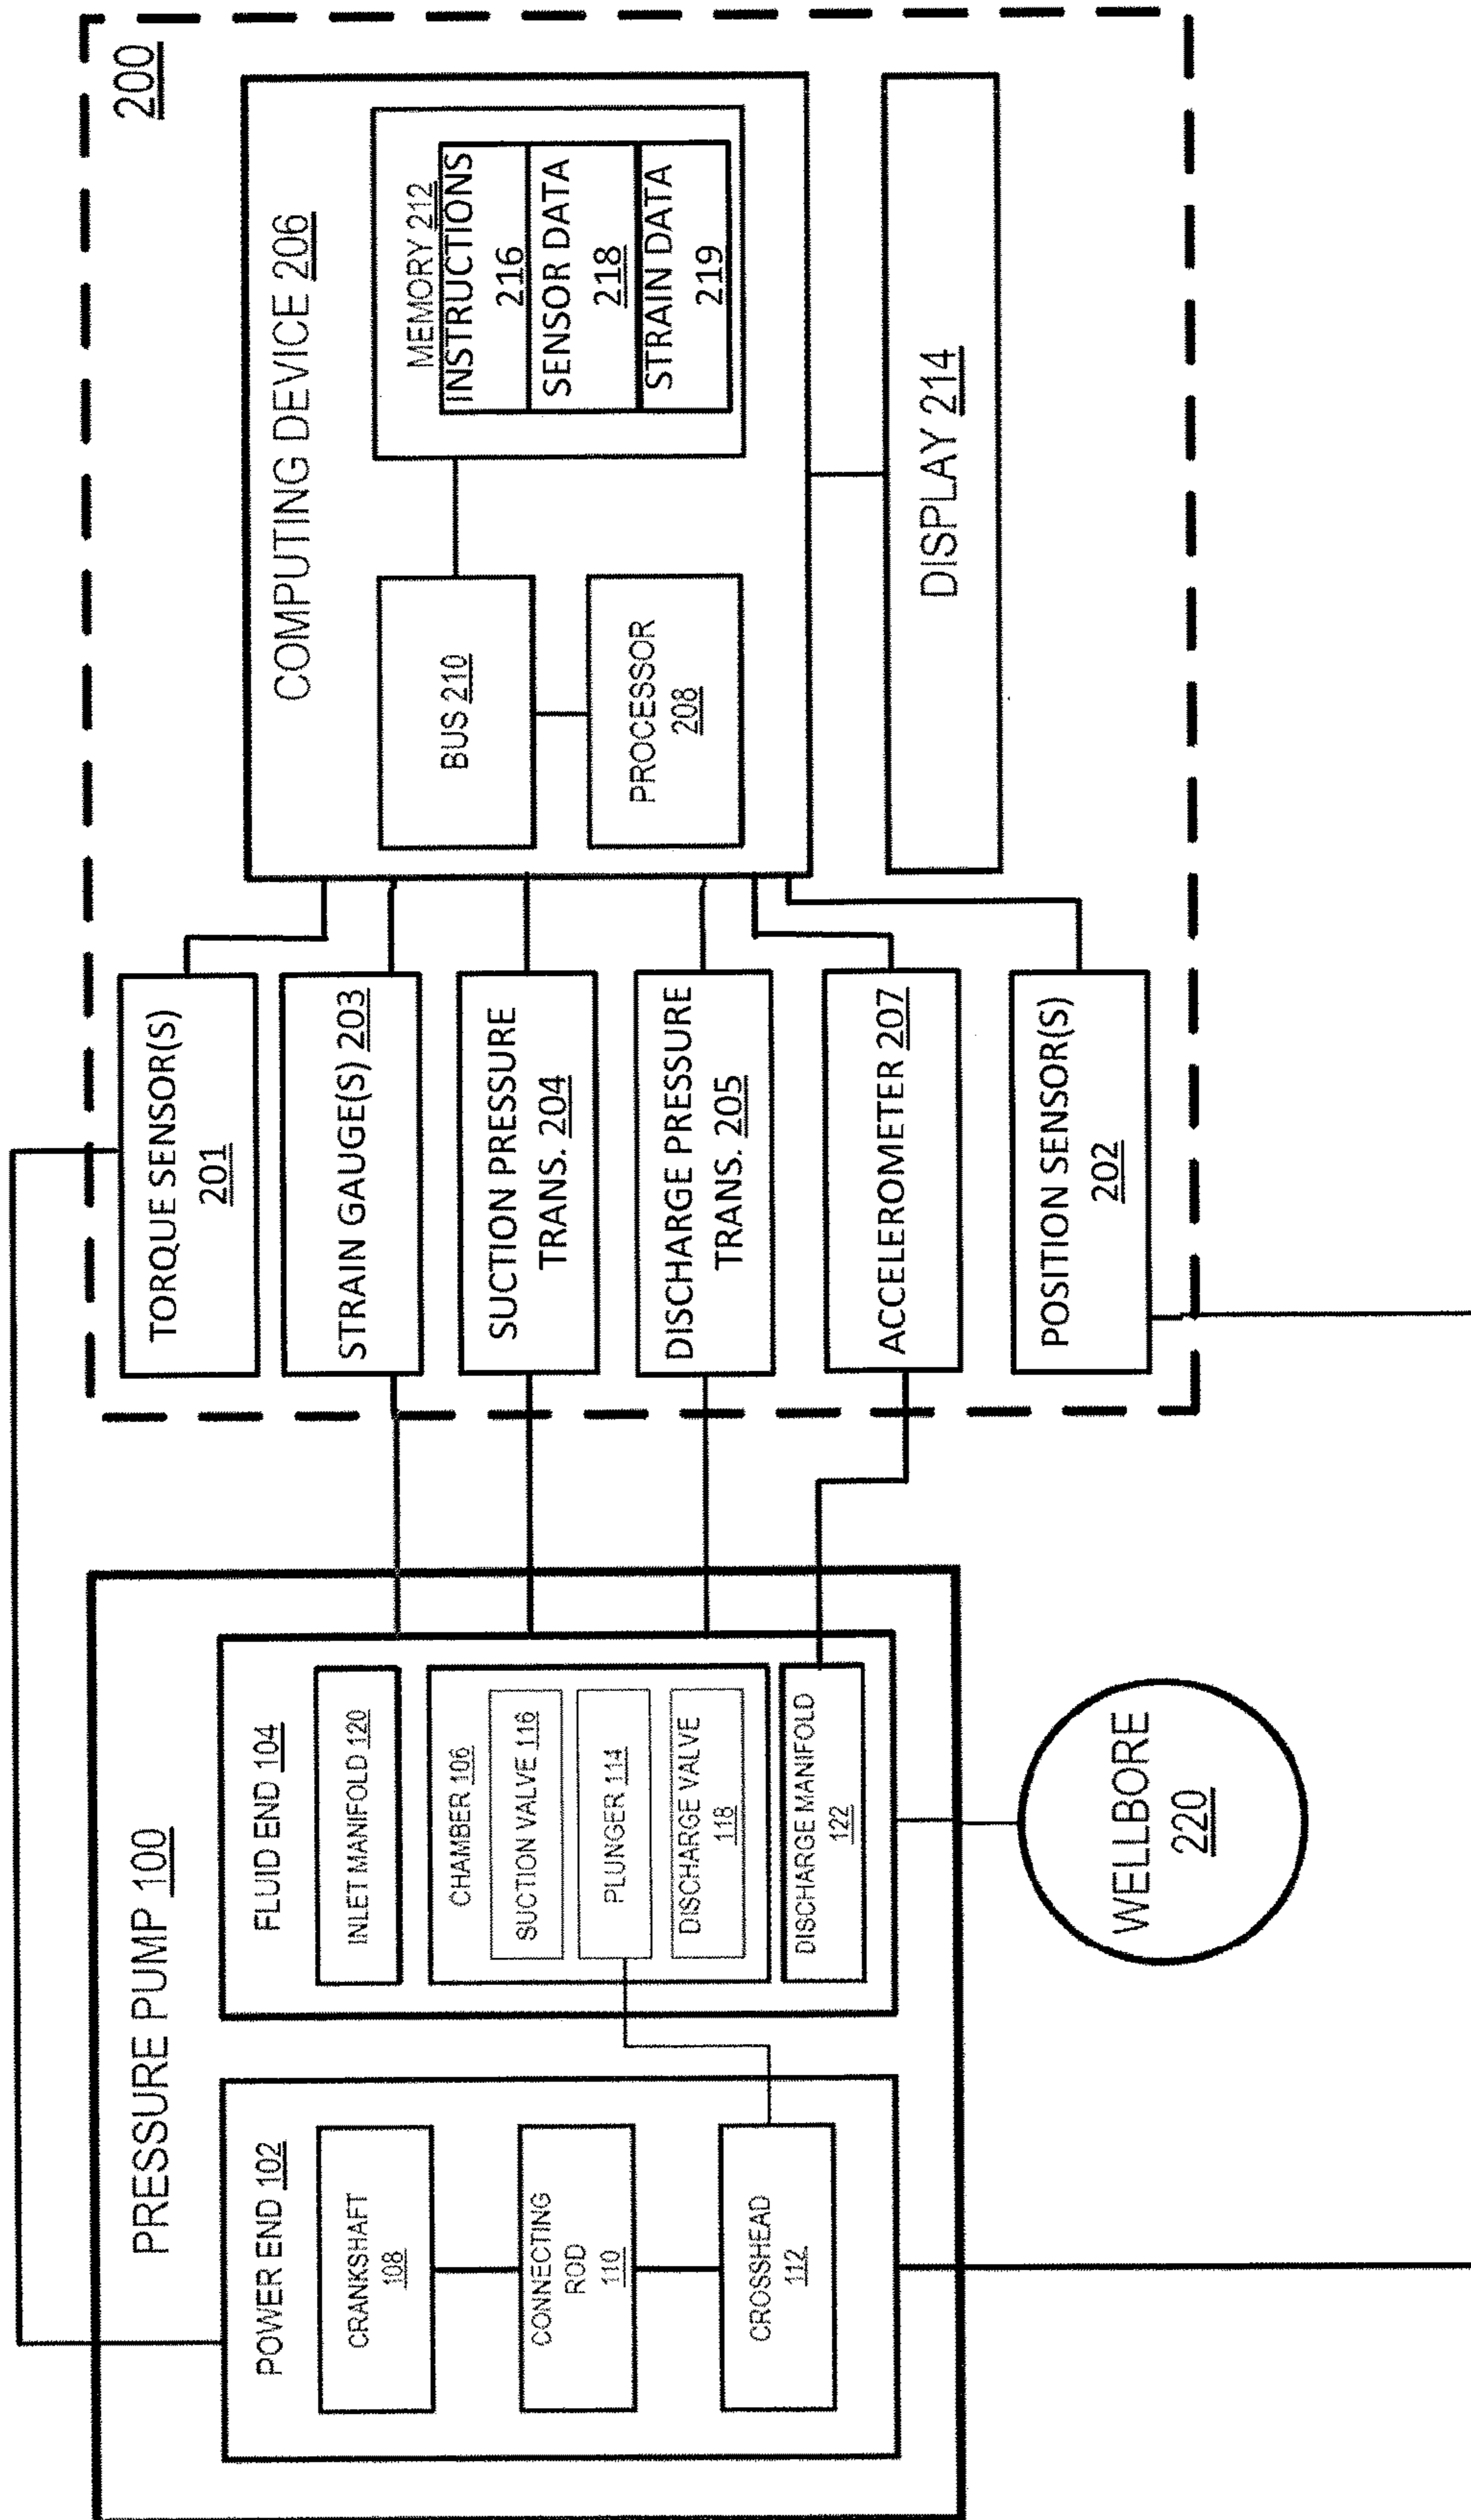 PRESSURE PUMP 100
POWER END 102
CRANKSHAFT
108
CONNECTING
ROD
110
CROSSHEAD
112
FLUID END 104
INLET MANIFOLD 120
CHAMBER 106
SUCTION VALVE 116
PLUNGER 114
DISCHARGE VALVE
118
DISCHARGE MANIFOLD
122
WELLBORE
220
200
TORQUE SENSOR(S)
201
STRAIN GAUGE(S) 203
SUCTION PRESSURE
TRANS. 204
DISCHARGE PRESSURE
TRANS. 205
ACCELEROMETER 207
POSITION SENSOR(S)
202
COMPUTING DEVICE 206
BUS 210
PROCESSOR
208
MEMORY 212
INSTRUCTIONS
216
SENSOR DATA
218
STRAIN DATA
219
DISPLAY 214